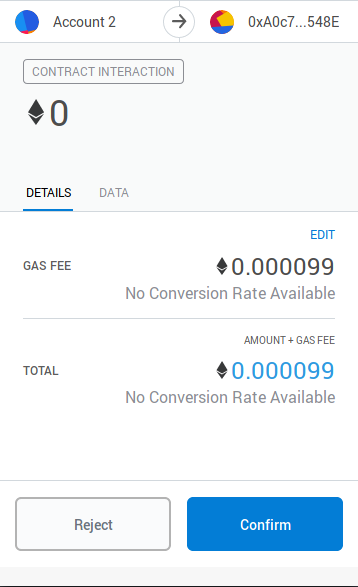 Account 2
0xA0c7...548E
CONTRACT INTERACTION
0
DETAILS DATA
EDIT
GAS FEE 0.000099
No Conversion Rate Available
AMOUNT + GAS FEE
TOTAL 0.000099
No Conversion Rate Available
Reject Confirm